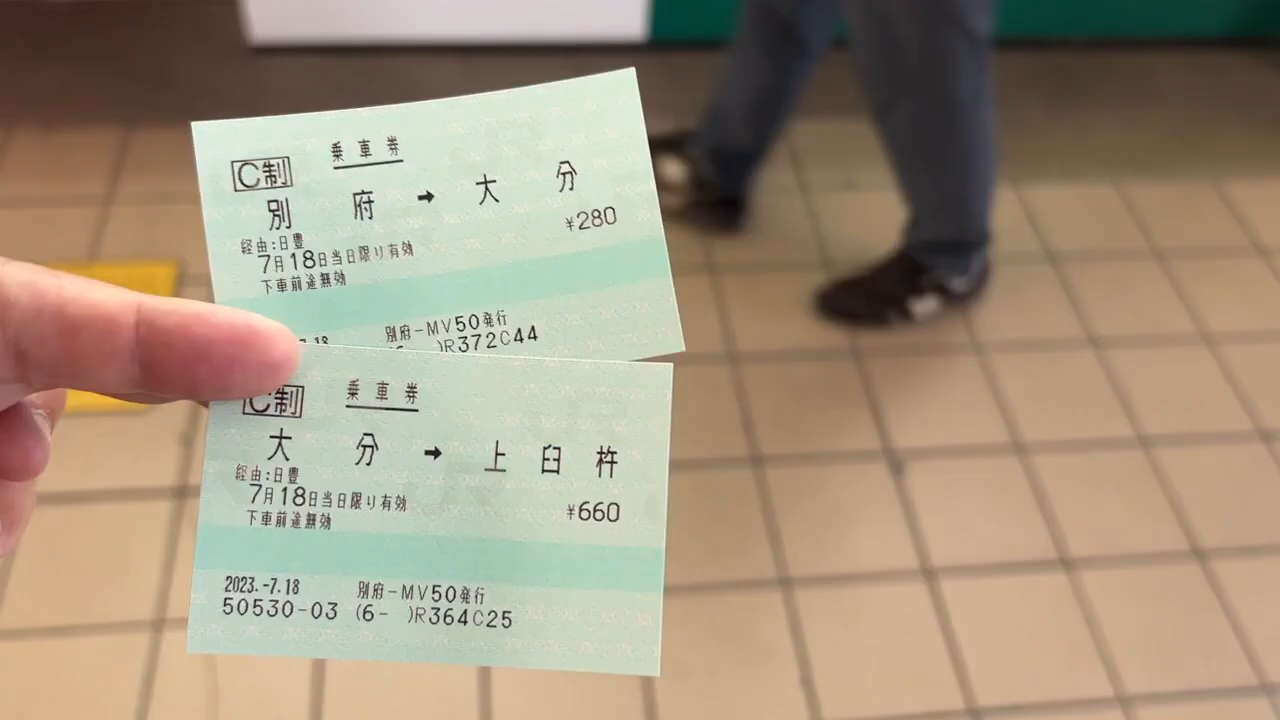 乗車券
C制
別府➡大分
¥280
経由:日豊
7月18日当日限り有効
下車前途無効
7.18 別府-MV50発行
)R372C44
乗車券
C制
大分➡上臼杵
経由:日豊
7月18日当日限り有効
¥660
下車前途無効
2023.-7.18 別府-MV50発行
50530-03 (6- )R364C25